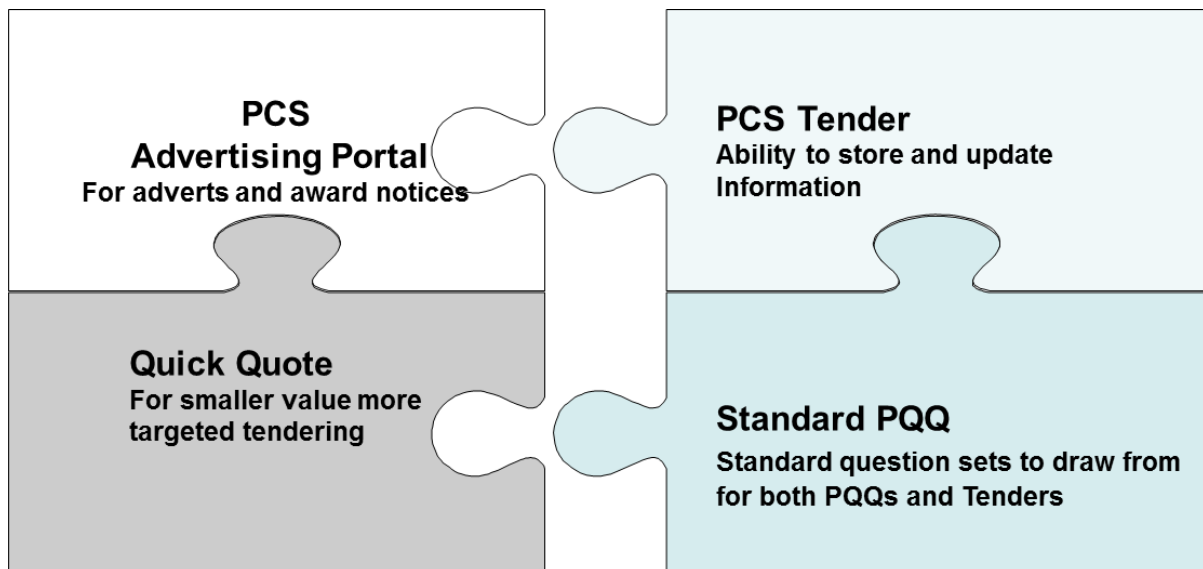 PCS
Advertising Portal
For adverts and award notices
PCS Tender
Ability to store and update
Information
Quick Quote
For smaller value more
targeted tendering
Standard PQQ
Standard question sets to draw from
for both PQQs and Tenders